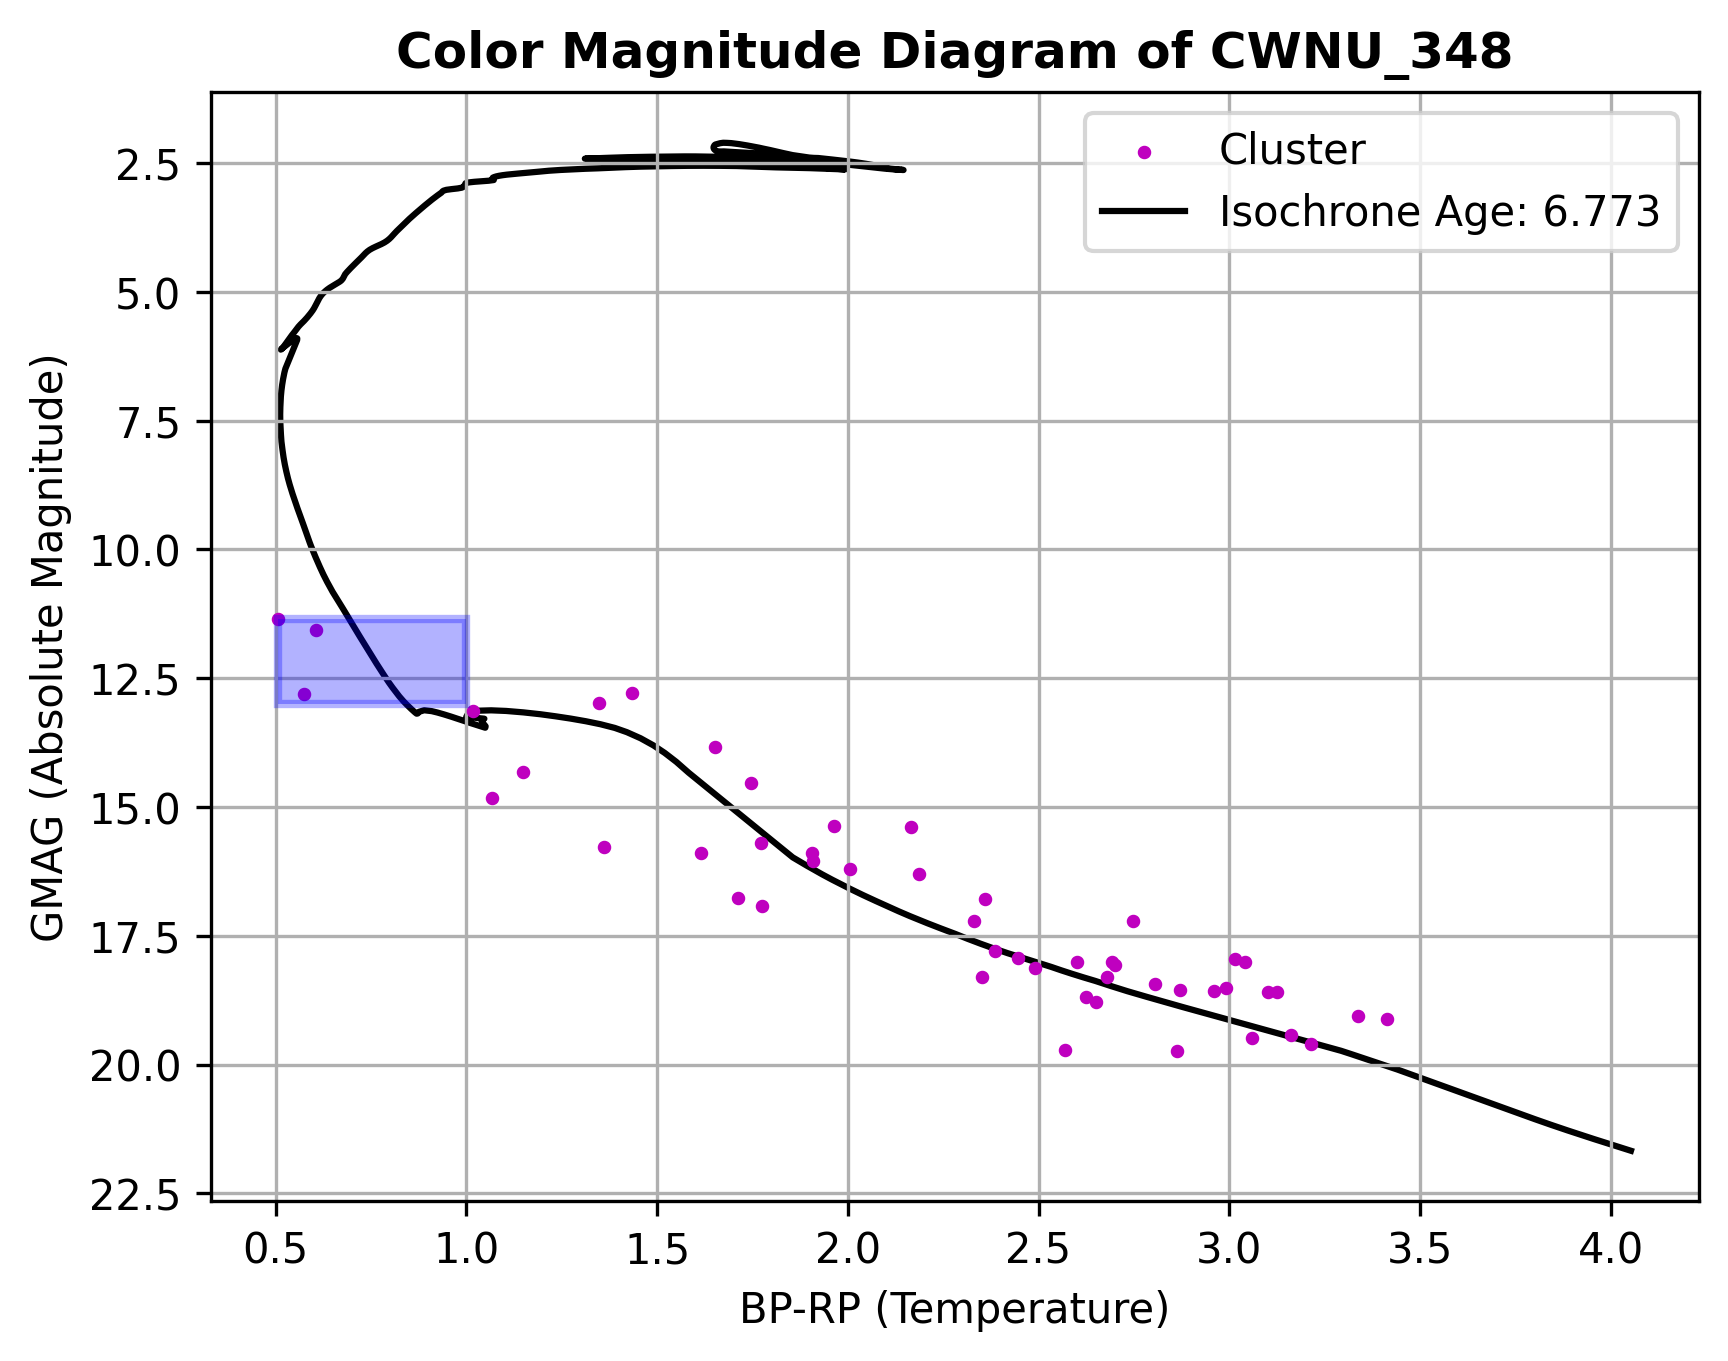 Color Magnitude Diagram of CWNU_348
Cluster
Isochrone Age: 6.773
GMAG (Absolute Magnitude)
2.5
5.0
7.5
10.0
12.5
15.0
17.5
20.0
22.5
0.5 1.0 1.5 2.0 2.5 3.0 3.5 4.0
BP-RP (Temperature)